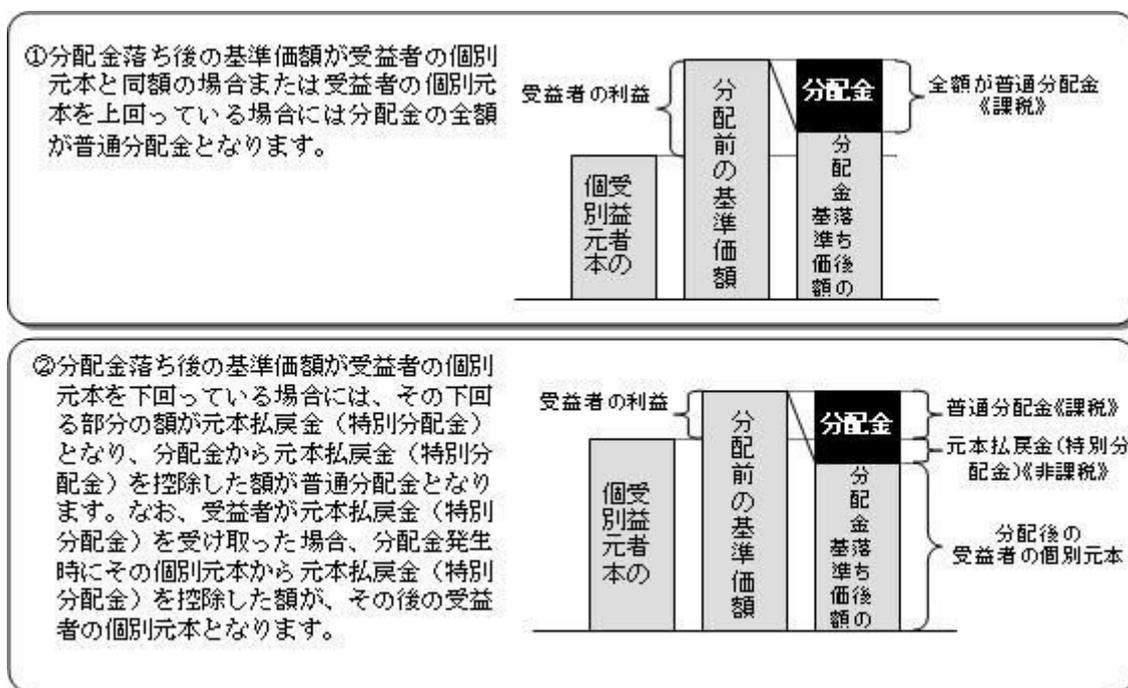 ①分配金落ち後の基準価額が受益者の個別
元本と同額の場合または受益者の個別元
本を上回っている場合には分配金の全額
が普通分配金となります。
受益者の利益
受益者の
個別元本
分配前の基準価額
分配金
分配金落ち後の
基準価額
全額が普通分配金
《課税》
②分配金落ち後の基準価額が受益者の個別
元本を下回っている場合には、その下回
る部分の額が元本払戻金（特別分配金）
となり、分配金から元本払戻金（特別分
配金）を控除した額が普通分配金となり
ます。なお、受益者が元本払戻金（特別
分配金）を受け取った場合、分配金発生
時にその個別元本から元本払戻金（特別
分配金）を控除した額が、その後の受益
者の個別元本となります。
受益者の利益
受益者の
個別元本
分配前の基準価額
分配金
分配金落ち後の
基準価額
普通分配金《課税》
元本払戻金(特別分
配金)《非課税》
分配後の
受益者の個別元本